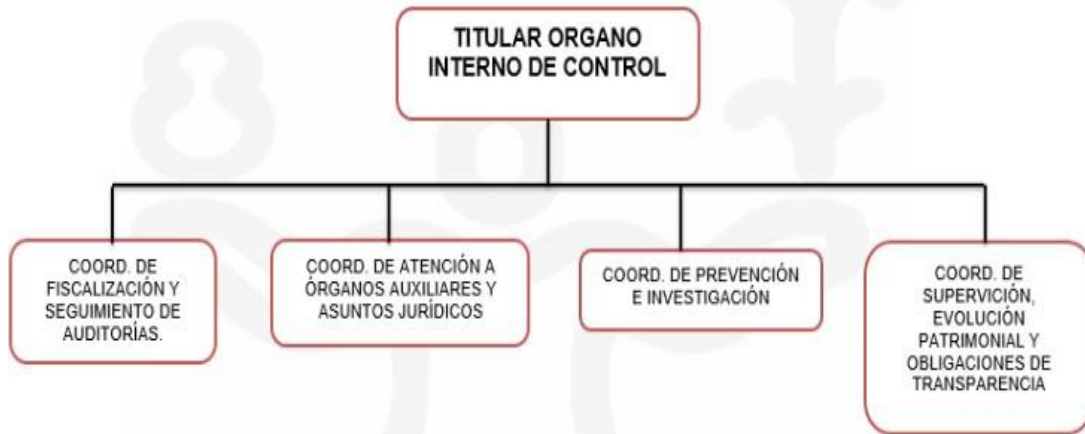 TITULAR ORGANO
INTERNO DE CONTROL
COORD. DE
FISCALIZACIÓN Y
SEGUIMIENTO DE
AUDITORÍAS.
COORD. DE ATENCIÓN A
ÓRGANOS AUXILIARES Y
ASUNTOS JURÍDICOS
COORD. DE PREVENCIÓN
E INVESTIGACIÓN
COORD. DE
SUPERVICIÓN,
EVOLUCIÓN
PATRIMONIAL Y
OBLIGACIONES DE
TRANSPARENCIA